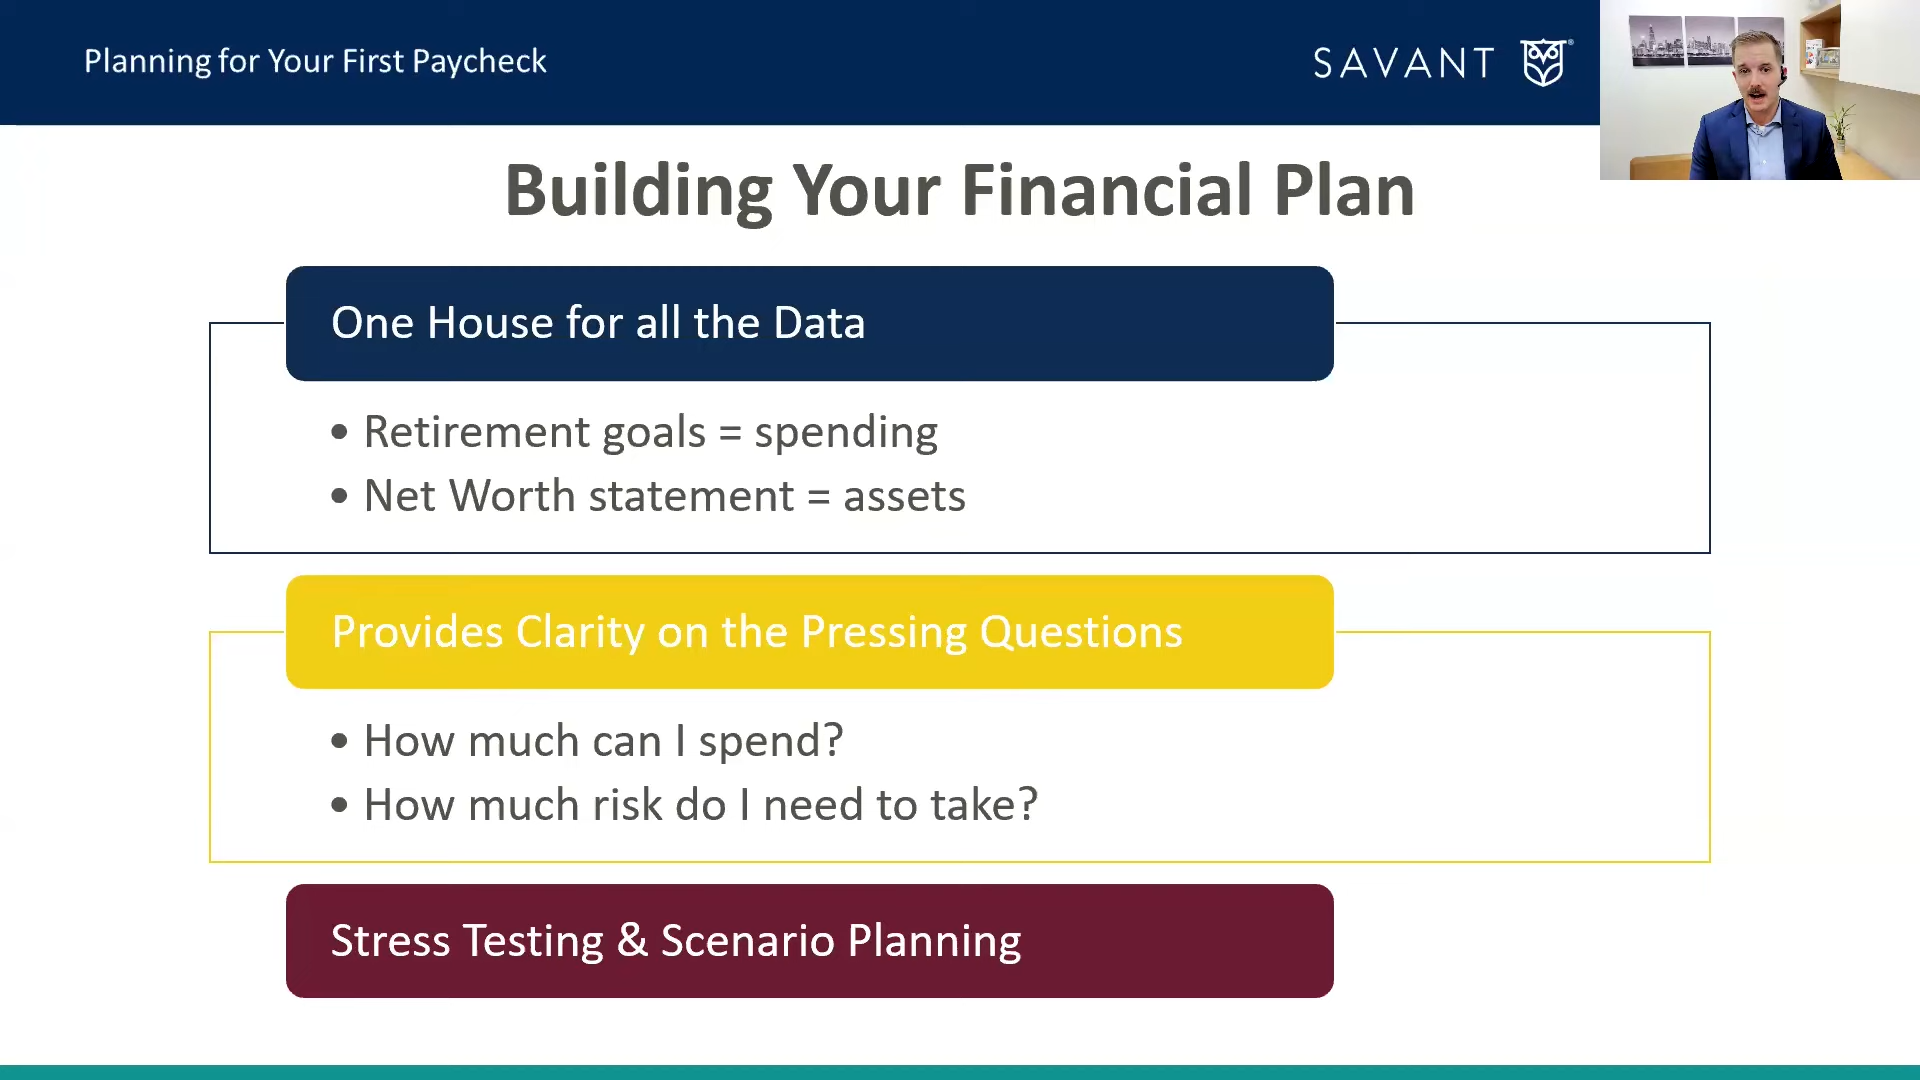 Planning for Your First Paycheck
SAVANT
Building Your Financial Plan
One House for all the Data
• Retirement goals = spending
• Net Worth statement = assets
Provides Clarity on the Pressing Questions
• How much can I spend?
• How much risk do I need to take?
Stress Testing & Scenario Planning